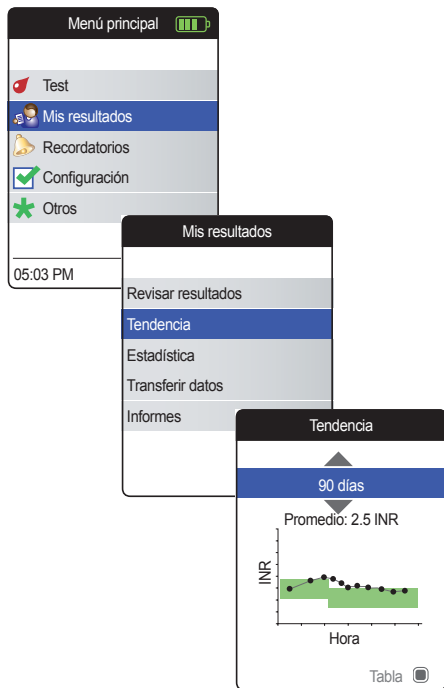 Menú principal
Test
Mis resultados
Recordatorios
Configuración
Otros
05:03 PM
Mis resultados
Revisar resultados
Tendencia
Estadística
Transferir datos
Informes
Tendencia
90 días
Promedio: 2.5 INR
INR
Hora
Tabla